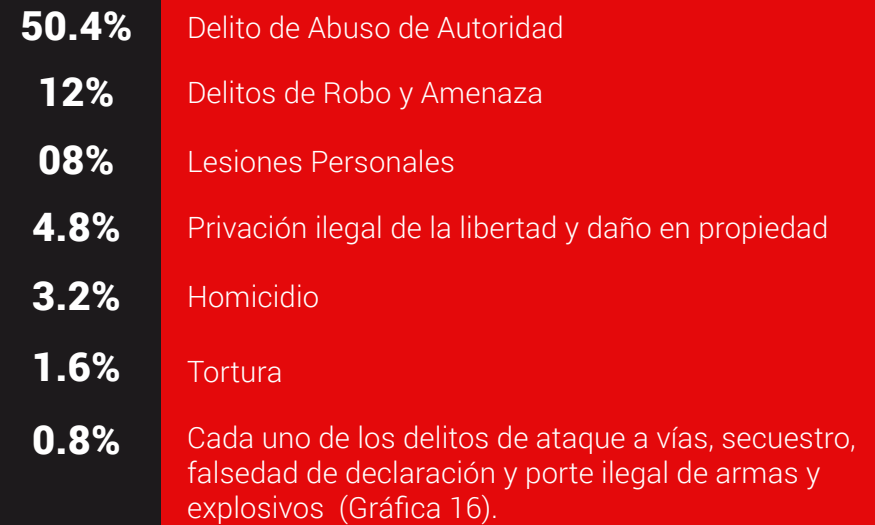 50.4% Delito de Abuso de Autoridad
12% Delitos de Robo y Amenaza
08% Lesiones Personales
4.8% Privación ilegal de la libertad y daño en propiedad
3.2% Homicidio
1.6% Tortura
0.8% Cada uno de los delitos de ataque a vías, secuestro,
falsedad de declaración y porte ilegal de armas y
explosivos (Gráfica 16).